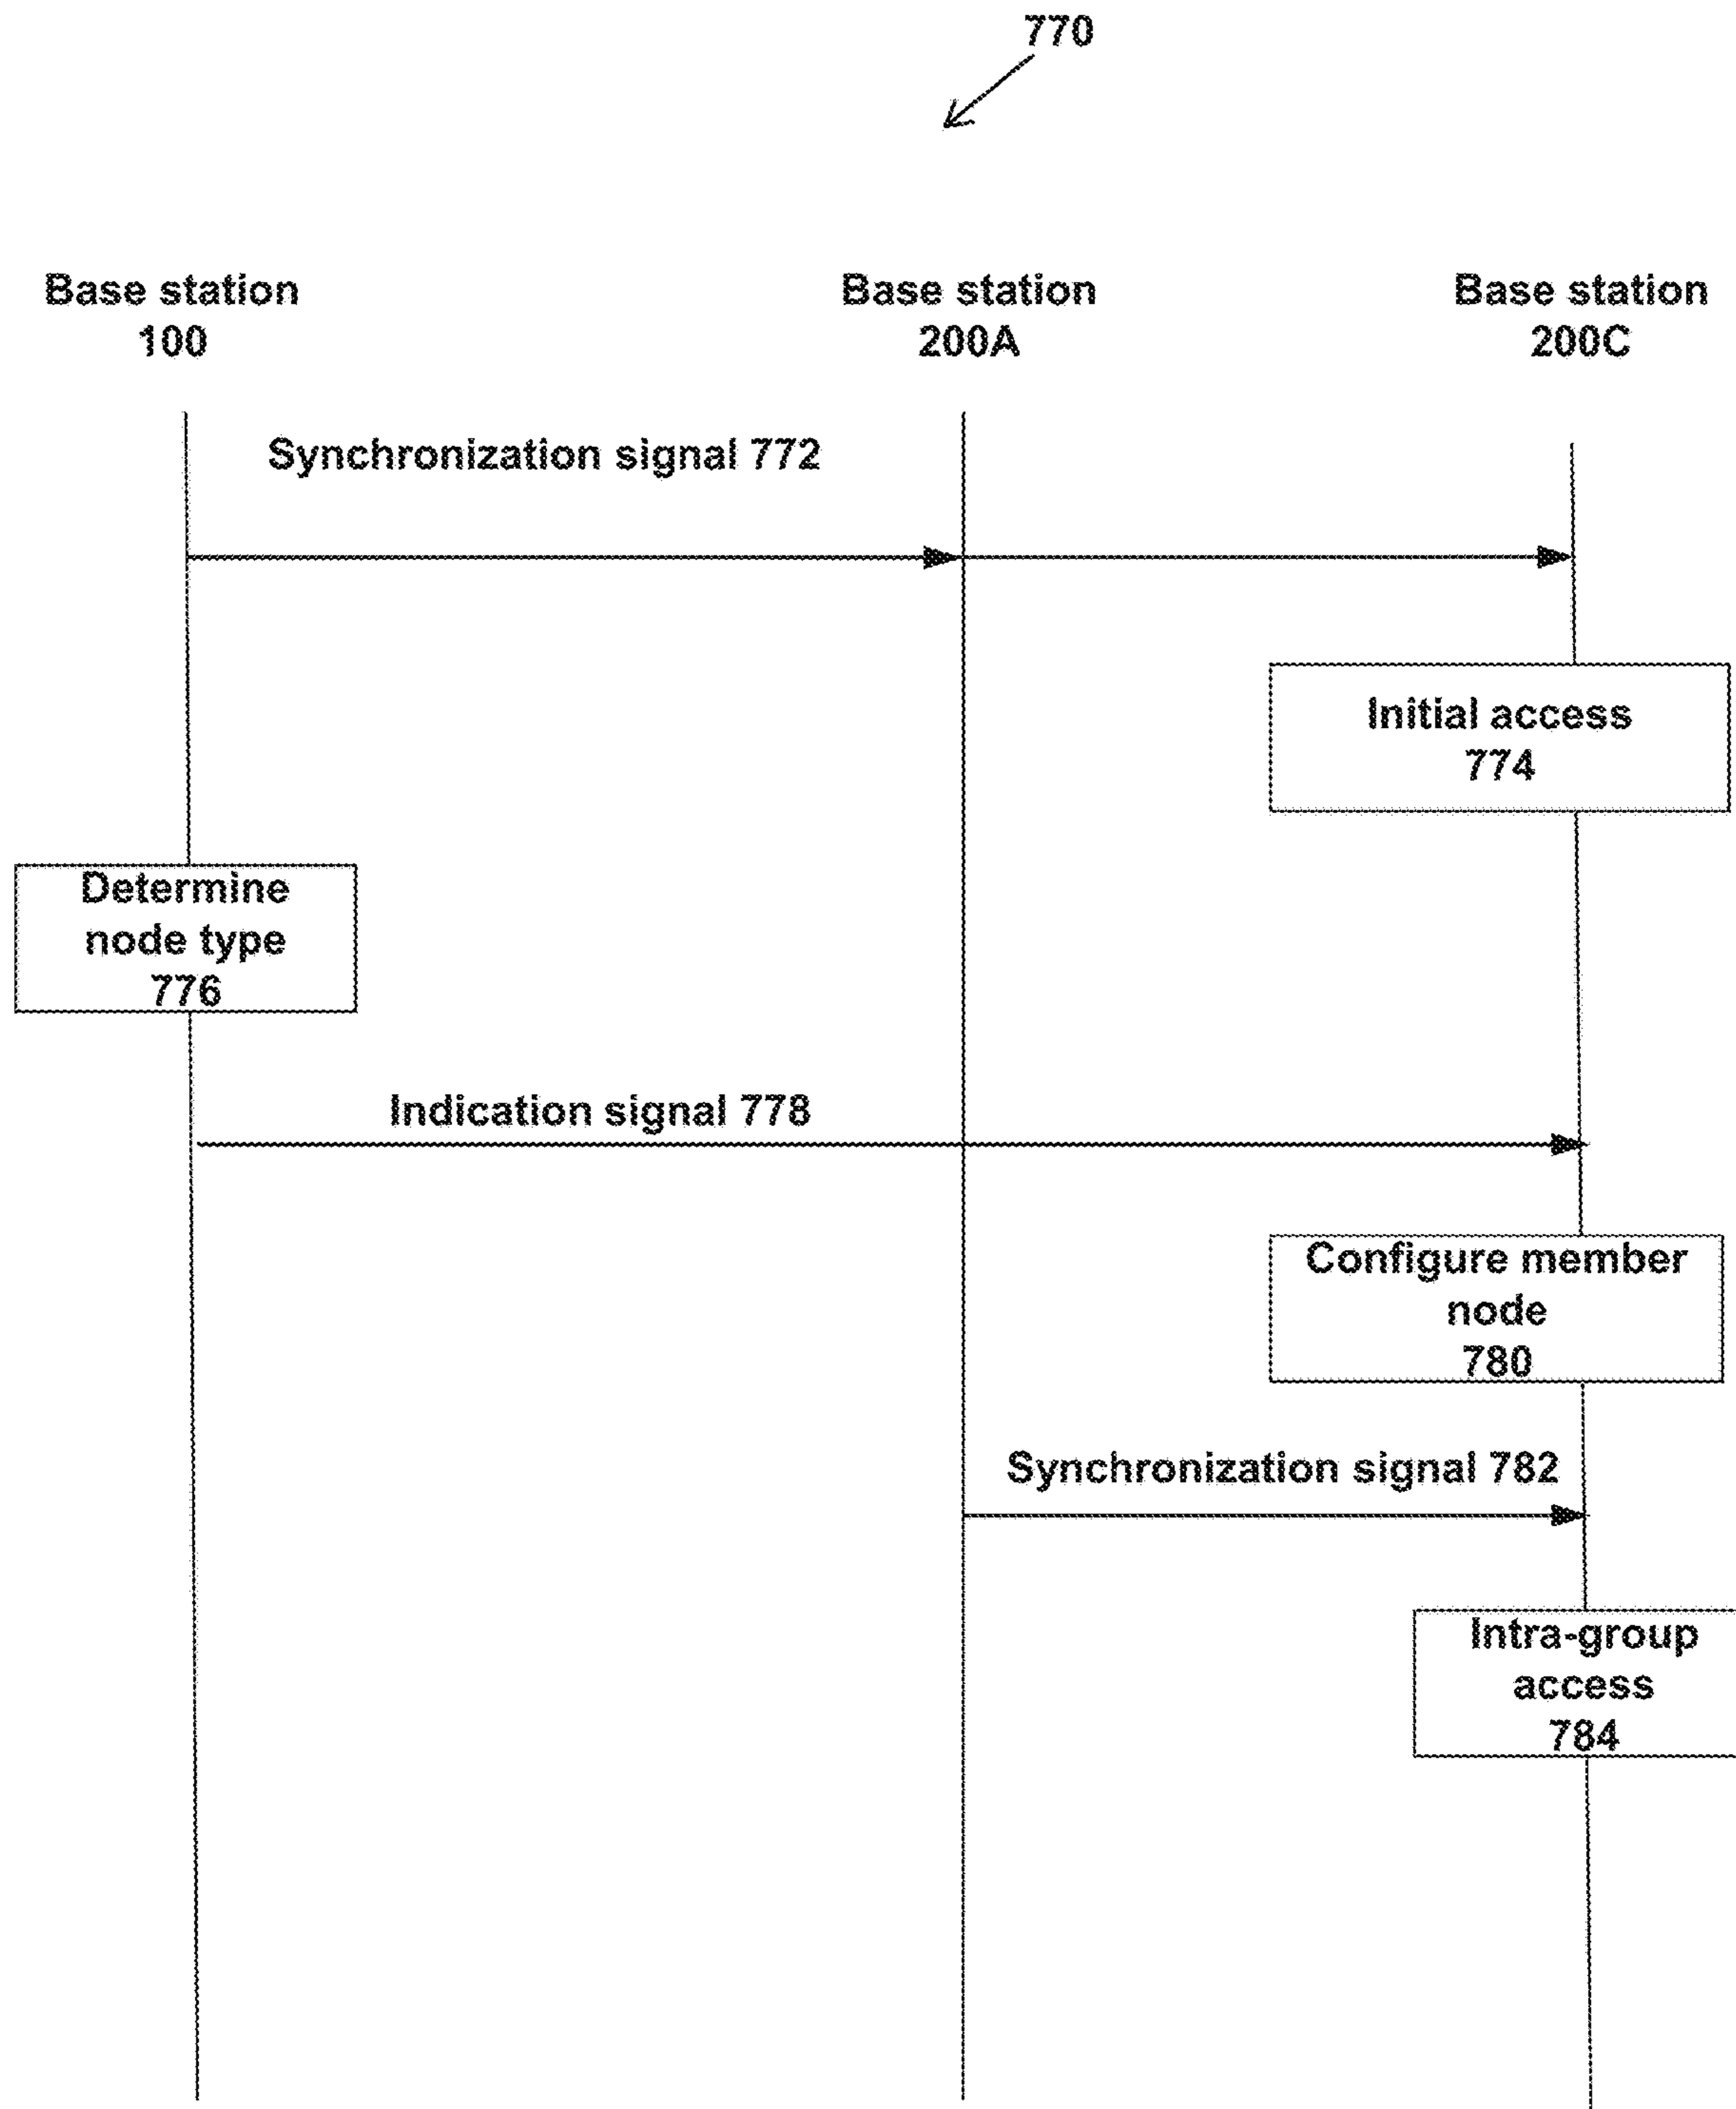 770
Base station
100
Base station
200A
Base station
200C
Synchronization signal 772
Initial access
774
Determine
node type
776
Indication signal 778
Configure member
node
780
Synchronization signal 782
Intra-group
access
784